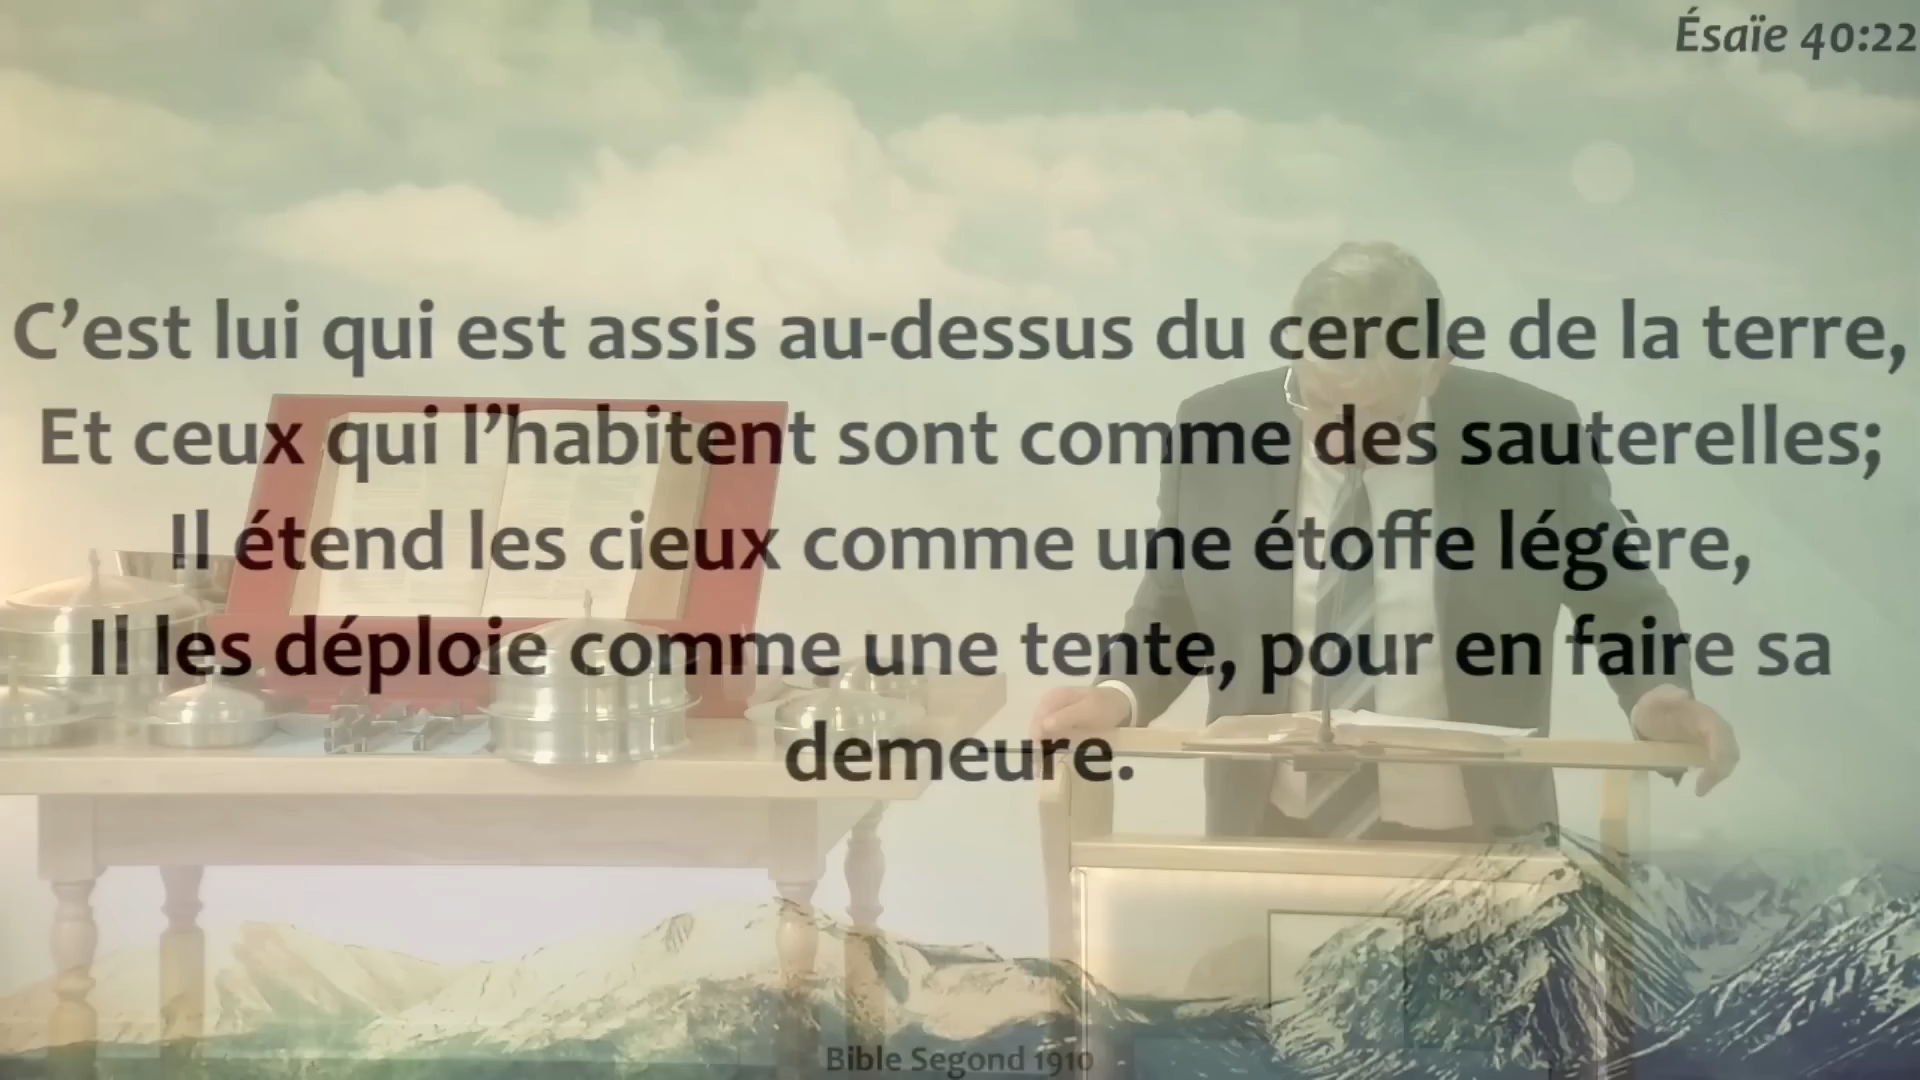 Ésaïe 40:22
C’est lui qui est assis au-dessus du cercle de la terre,
Et ceux qui l’habitent sont comme des sauterelles;
Il étend les cieux comme une étoffe légère,
Il les déploie comme une tente, pour en faire sa
demeure.
Bible Segond 1910